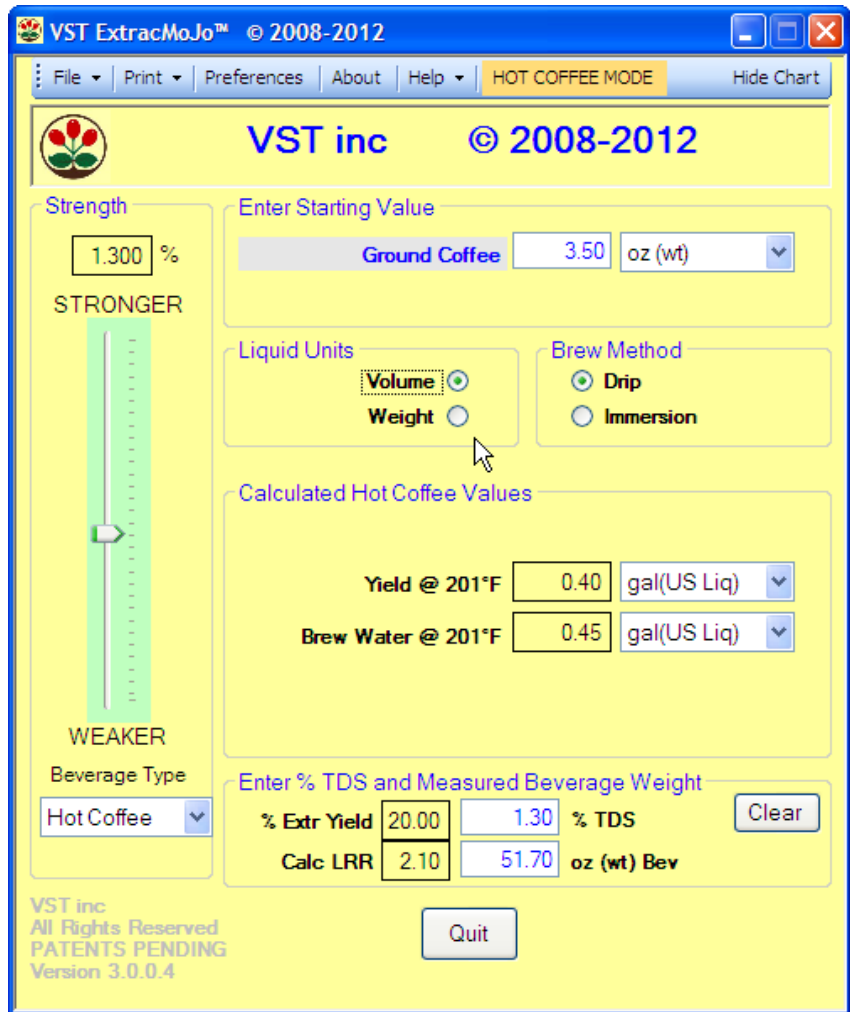 VST ExtracMoJo™ © 2008-2012
File Print Preferences About Help HOT COFFEE MODE Hide Chart
VST inc © 2008-2012
Strength
1.300 %
STRONGER
WEAKER
Beverage Type
Hot Coffee
Enter Starting Value
Ground Coffee 3.50 oz (wt)
Liquid Units
Volume
Weight
Brew Method
Drip
Immersion
Calculated Hot Coffee Values
Yield @ 201°F 0.40 gal(US Liq)
Brew Water @ 201°F 0.45 gal(US Liq)
Enter % TDS and Measured Beverage Weight
% Extr Yield 20.00 1.30 % TDS Clear
Calc LRR 2.10 51.70 oz (wt) Bev
VST inc
All Rights Reserved
PATENTS PENDING
Version 3.0.0.4
Quit